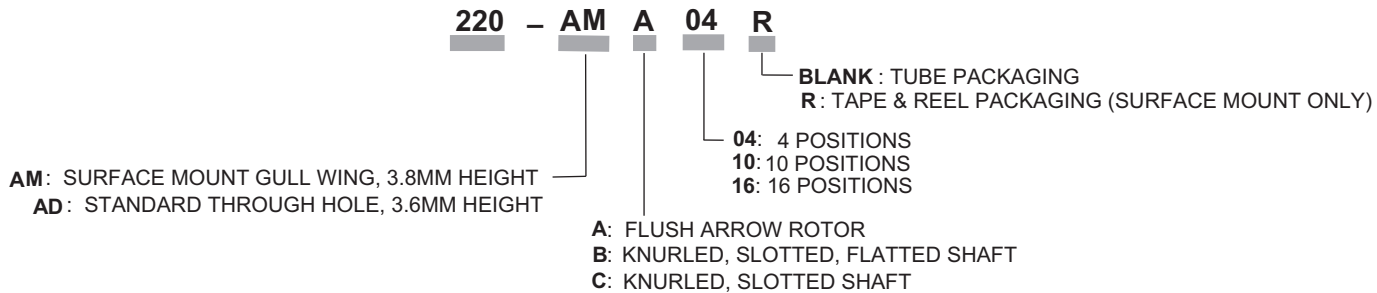 220 – AM A 04 R
BLANK : TUBE PACKAGING
R : TAPE & REEL PACKAGING (SURFACE MOUNT ONLY)
04: 4 POSITIONS
10: 10 POSITIONS
16: 16 POSITIONS
AM: SURFACE MOUNT GULL WING, 3.8MM HEIGHT
AD: STANDARD THROUGH HOLE, 3.6MM HEIGHT
A: FLUSH ARROW ROTOR
B: KNURLED, SLOTTED, FLATTED SHAFT
C: KNURLED, SLOTTED SHAFT